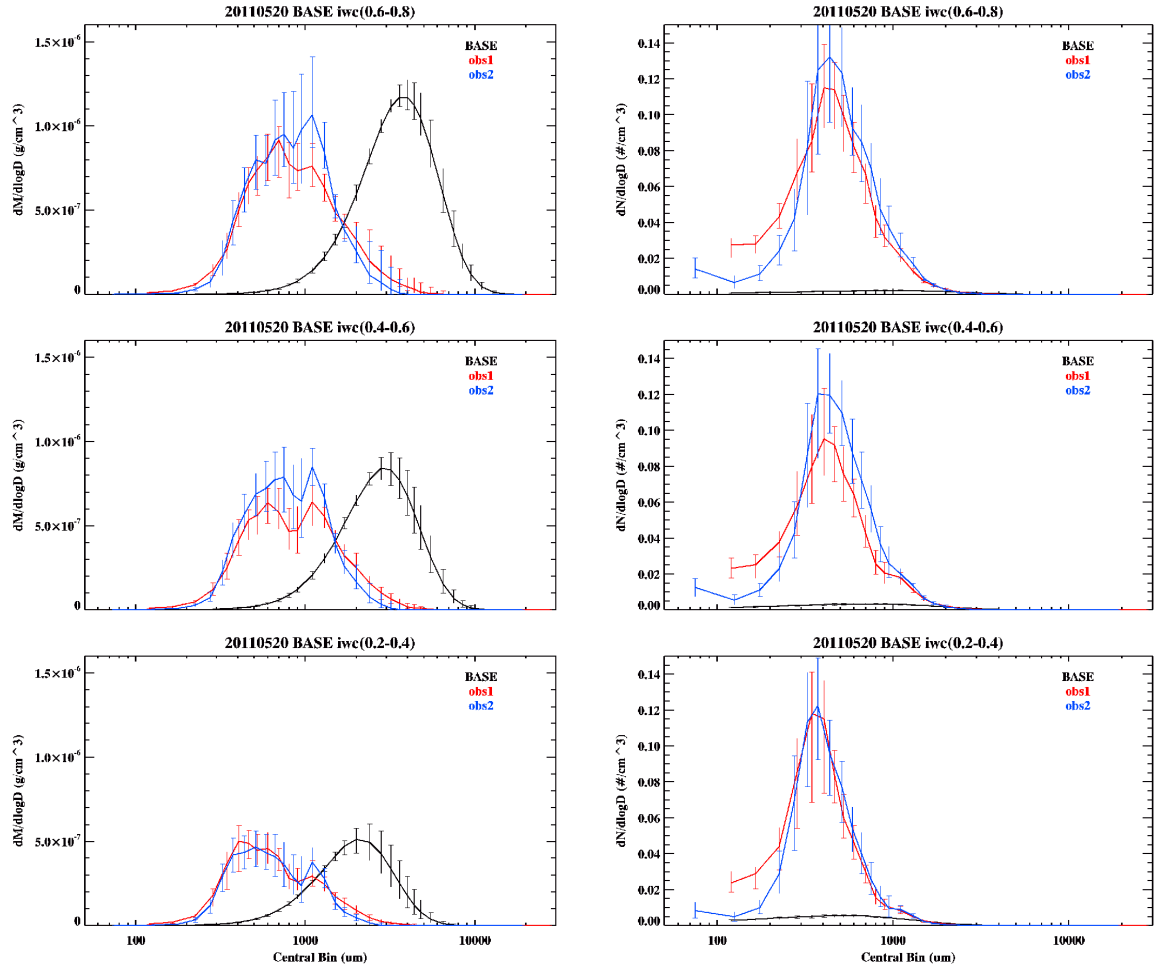 20110520 BASE iwc(0.6-0.8)
1.5×10⁻⁶
1.0×10⁻⁶
5.0×10⁻⁷
0
dM/dlogD (g/cm^3)
BASE
obs1
obs2
20110520 BASE iwc(0.6-0.8)
0.14
0.12
0.10
0.08
0.06
0.04
0.02
0.00
dN/dlogD (#/cm^3)
BASE
obs1
obs2
20110520 BASE iwc(0.4-0.6)
1.5×10⁻⁶
1.0×10⁻⁶
5.0×10⁻⁷
0
dM/dlogD (g/cm^3)
BASE
obs1
obs2
20110520 BASE iwc(0.4-0.6)
0.14
0.12
0.10
0.08
0.06
0.04
0.02
0.00
dN/dlogD (#/cm^3)
BASE
obs1
obs2
20110520 BASE iwc(0.2-0.4)
1.5×10⁻⁶
1.0×10⁻⁶
5.0×10⁻⁷
0
dM/dlogD (g/cm^3)
BASE
obs1
obs2
100 1000 10000
Central Bin (um)
20110520 BASE iwc(0.2-0.4)
0.14
0.12
0.10
0.08
0.06
0.04
0.02
0.00
dN/dlogD (#/cm^3)
BASE
obs1
obs2
100 1000 10000
Central Bin (um)